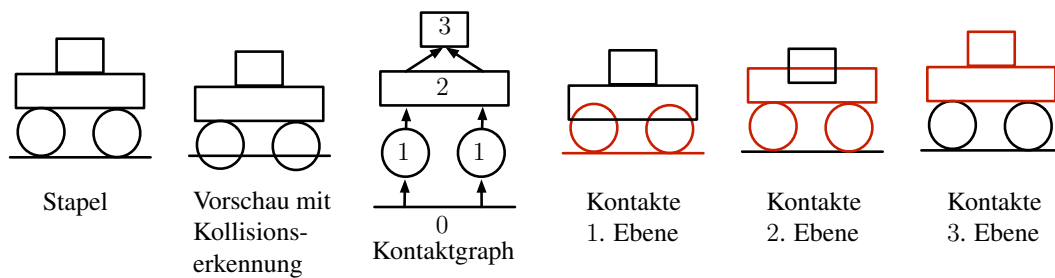 3
2
1 1
0
Stapel
Vorschau mit
Kollisions-
erkennung
Kontaktgraph
Kontakte
1. Ebene
Kontakte
2. Ebene
Kontakte
3. Ebene